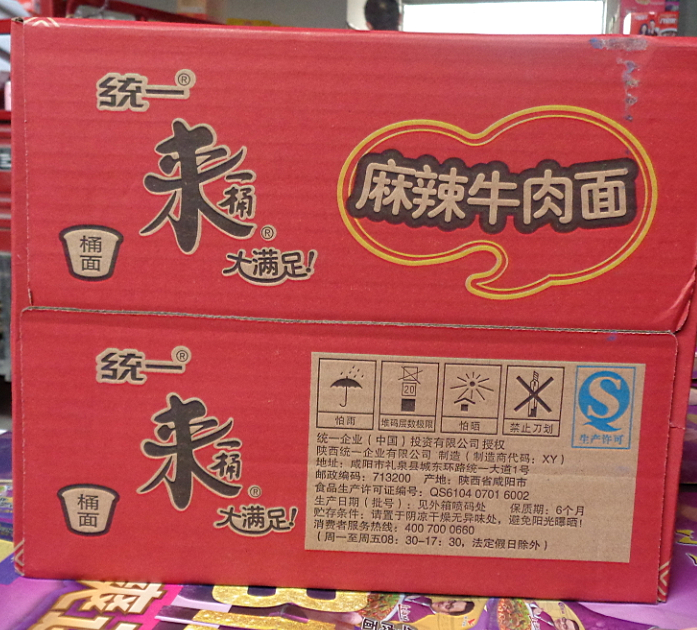 统一®
来一桶®
大满足!
桶面
麻辣牛肉面
统一®
来一桶®
大满足!
桶面
怕雨
20
堆码层数极限
怕晒
禁止刀划
QS
生产许可
统一企业(中国)投资有限公司 授权
陕西统一企业有限公司 制造(制造商代码:XY)
地址:咸阳市礼泉县城东环路统一大道1号
邮政编码:713200 产地:陕西省咸阳市
食品生产许可证编号:QS6104 0701 6002
生产日期(批号):见外箱喷码处 保质期:6个月
贮存条件:请置于阴凉干燥无异味处,避免阳光曝晒!
消费者服务热线:400 700 0660
(周一至周五08:30-17:30,法定假日除外)